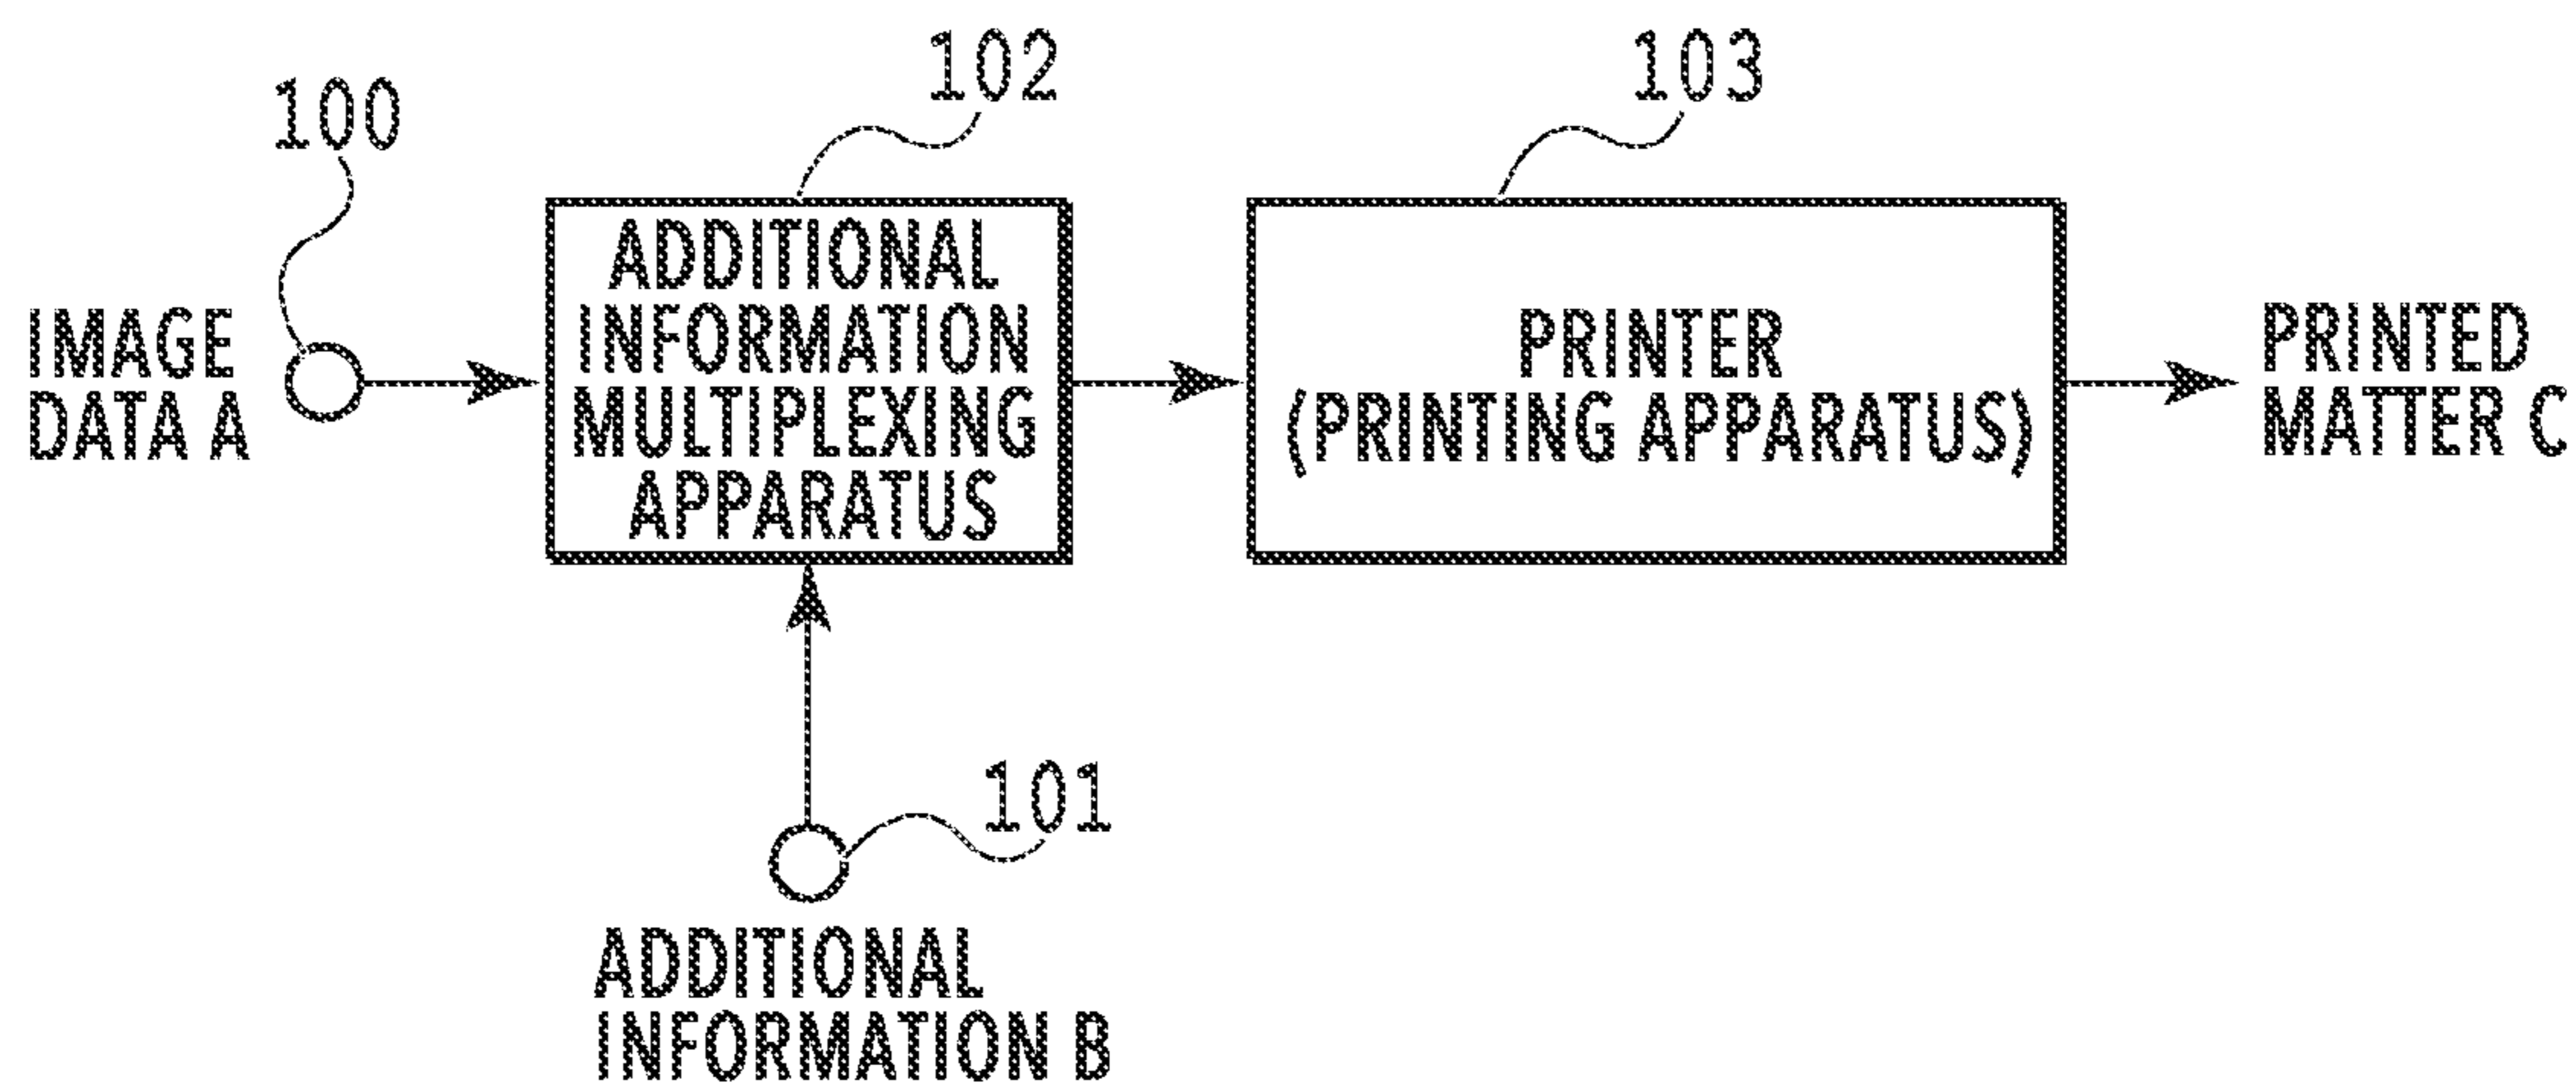 100
102
103
IMAGE
DATA A
ADDITIONAL
INFORMATION
MULTIPLEXING
APPARATUS
PRINTER
(PRINTING APPARATUS)
PRINTED
MATTER C
101
ADDITIONAL
INFORMATION B